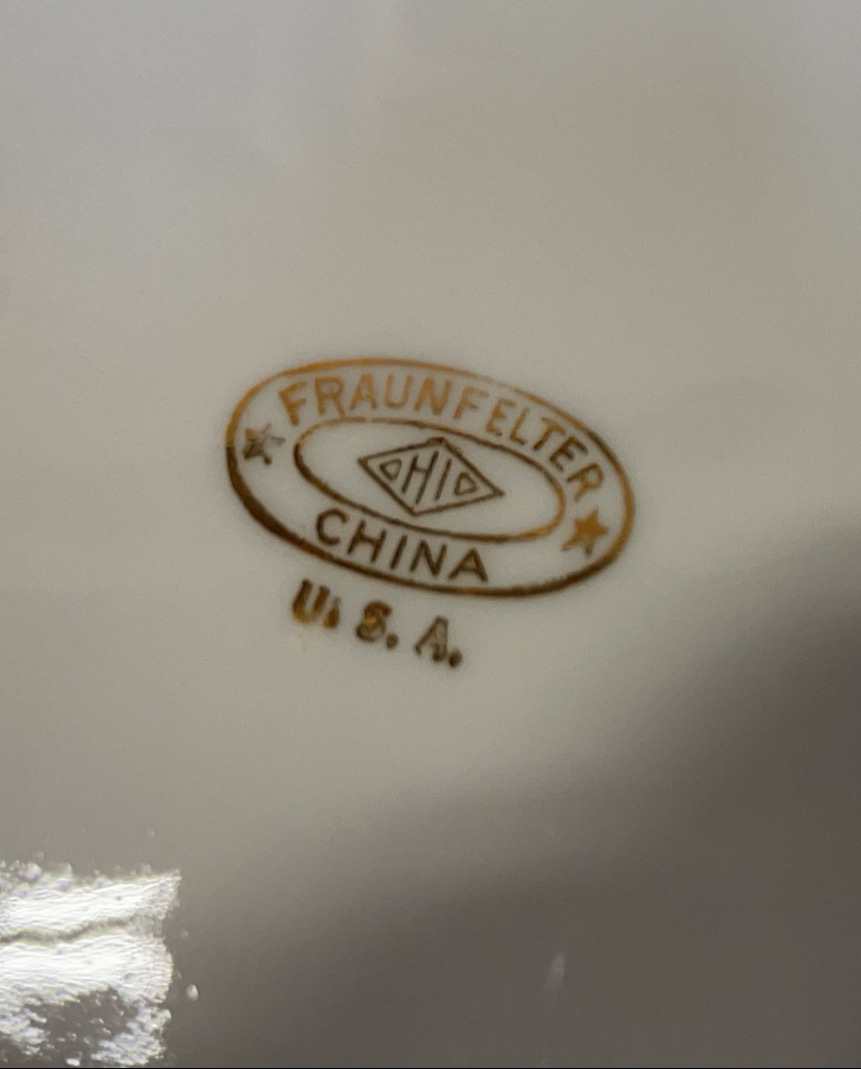 FRAUNFELTER
OHIO
CHINA
U. S. A.